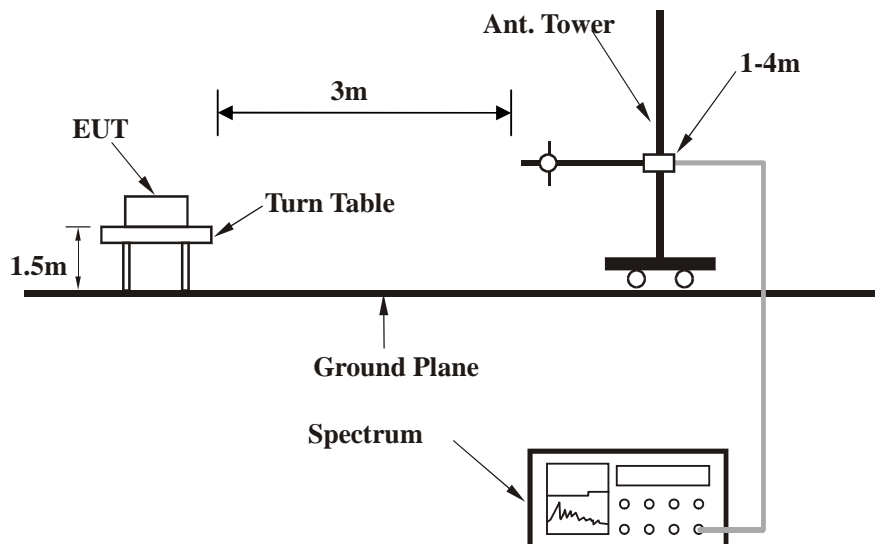 Ant. Tower
1-4m
3m
EUT
Turn Table
1.5m
Ground Plane
Spectrum